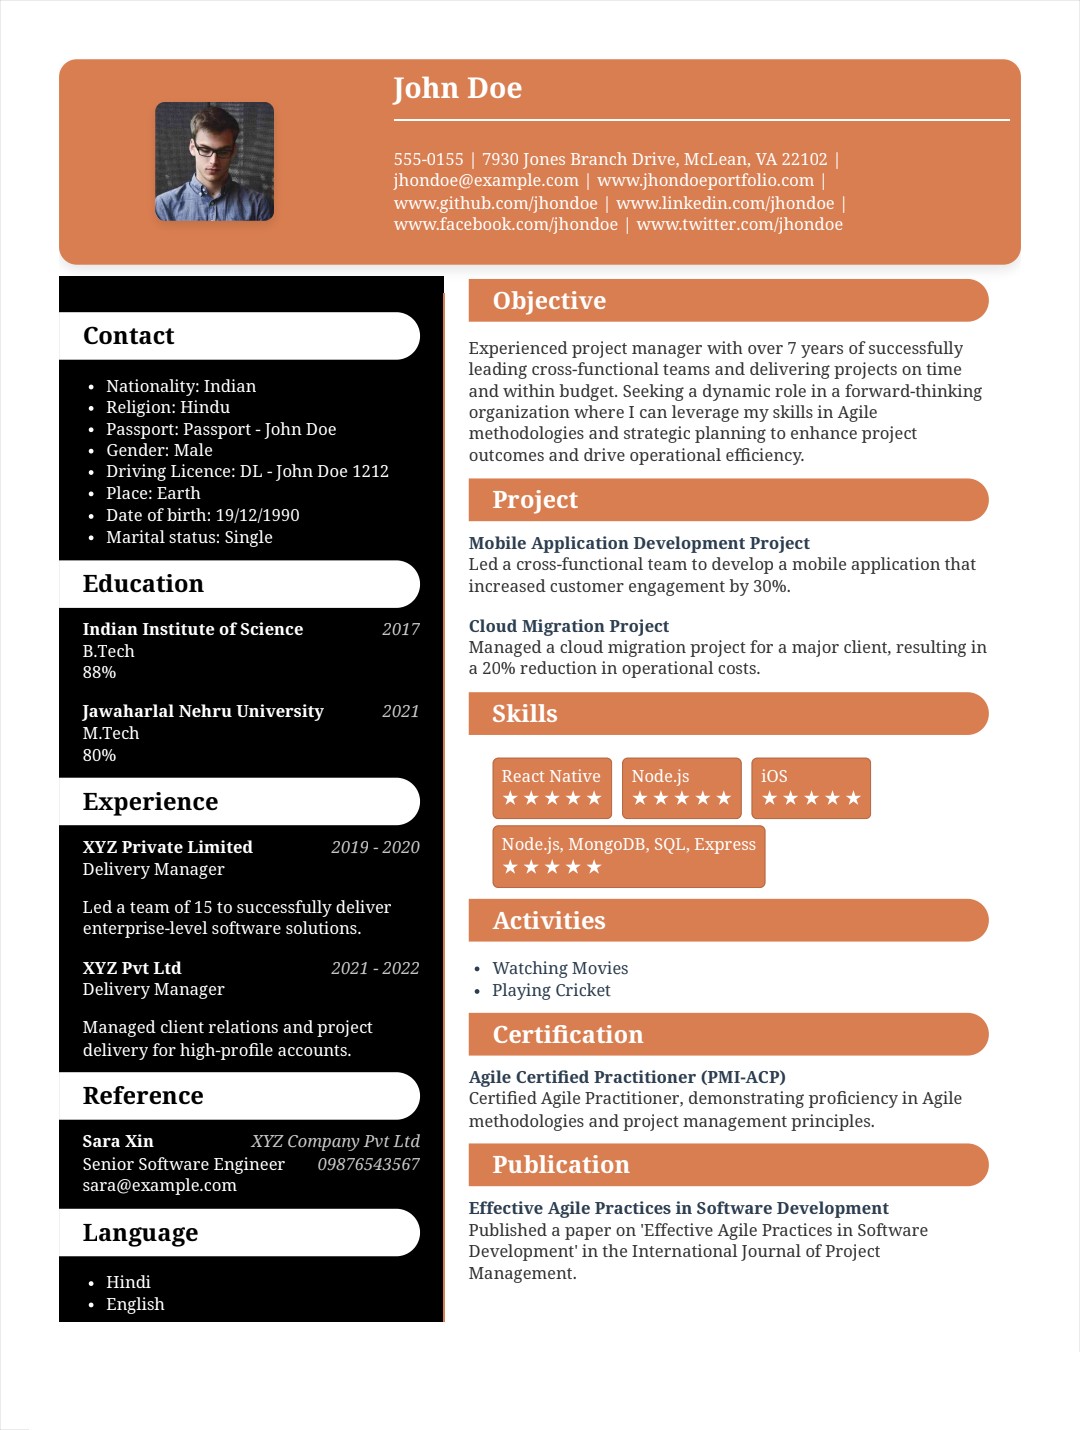 John Doe
555-0155 | 7930 Jones Branch Drive, McLean, VA 22102 |
jhondoe@example.com | www.jhondoeportfolio.com |
www.github.com/jhondoe | www.linkedin.com/jhondoe |
www.facebook.com/jhondoe | www.twitter.com/jhondoe
Contact
• Nationality: Indian
• Religion: Hindu
• Passport: Passport - John Doe
• Gender: Male
• Driving Licence: DL - John Doe 1212
• Place: Earth
• Date of birth: 19/12/1990
• Marital status: Single
Education
Indian Institute of Science 2017
B.Tech
88%
Jawaharlal Nehru University 2021
M.Tech
80%
Experience
XYZ Private Limited 2019 - 2020
Delivery Manager
Led a team of 15 to successfully deliver
enterprise-level software solutions.
XYZ Pvt Ltd 2021 - 2022
Delivery Manager
Managed client relations and project
delivery for high-profile accounts.
Reference
Sara Xin XYZ Company Pvt Ltd
Senior Software Engineer 09876543567
sara@example.com
Language
• Hindi
• English
Objective
Experienced project manager with over 7 years of successfully
leading cross-functional teams and delivering projects on time
and within budget. Seeking a dynamic role in a forward-thinking
organization where I can leverage my skills in Agile
methodologies and strategic planning to enhance project
outcomes and drive operational efficiency.
Project
Mobile Application Development Project
Led a cross-functional team to develop a mobile application that
increased customer engagement by 30%.
Cloud Migration Project
Managed a cloud migration project for a major client, resulting in
a 20% reduction in operational costs.
Skills
React Native Node.js iOS
★★★★★ ★★★★★ ★★★★★
Node.js, MongoDB, SQL, Express
★★★★★
Activities
• Watching Movies
• Playing Cricket
Certification
Agile Certified Practitioner (PMI-ACP)
Certified Agile Practitioner, demonstrating proficiency in Agile
methodologies and project management principles.
Publication
Effective Agile Practices in Software Development
Published a paper on 'Effective Agile Practices in Software
Development' in the International Journal of Project
Management.